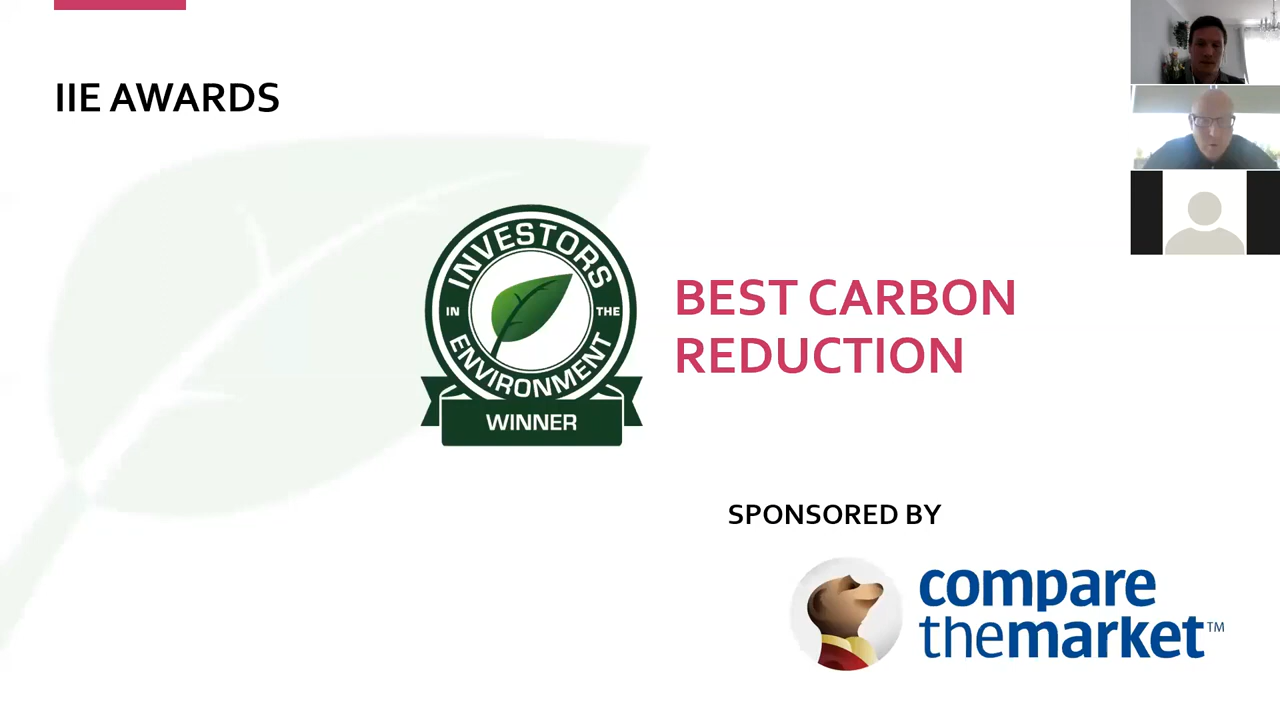 IIE AWARDS
INVESTORS
IN THE
ENVIRONMENT
WINNER
BEST CARBON
REDUCTION
SPONSORED BY
compare
themarket™